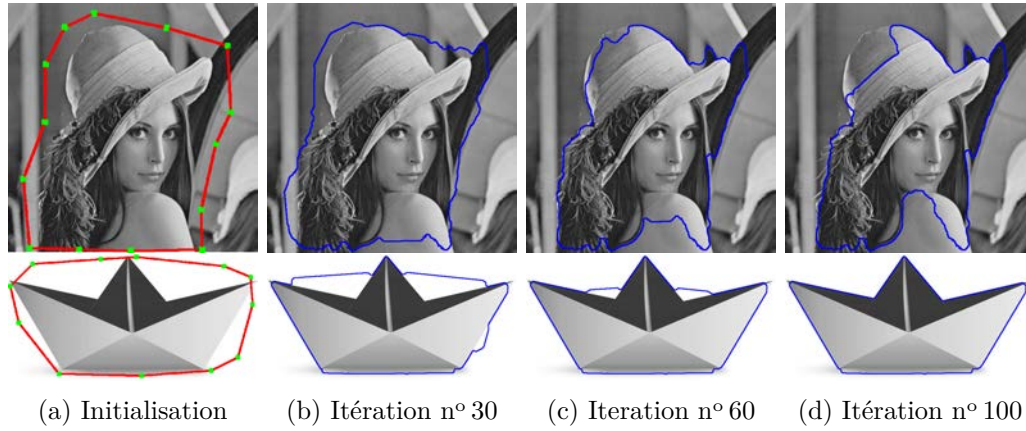 (a) Initialisation
(b) Itération nº 30
(c) Iteration nº 60
(d) Itération nº 100